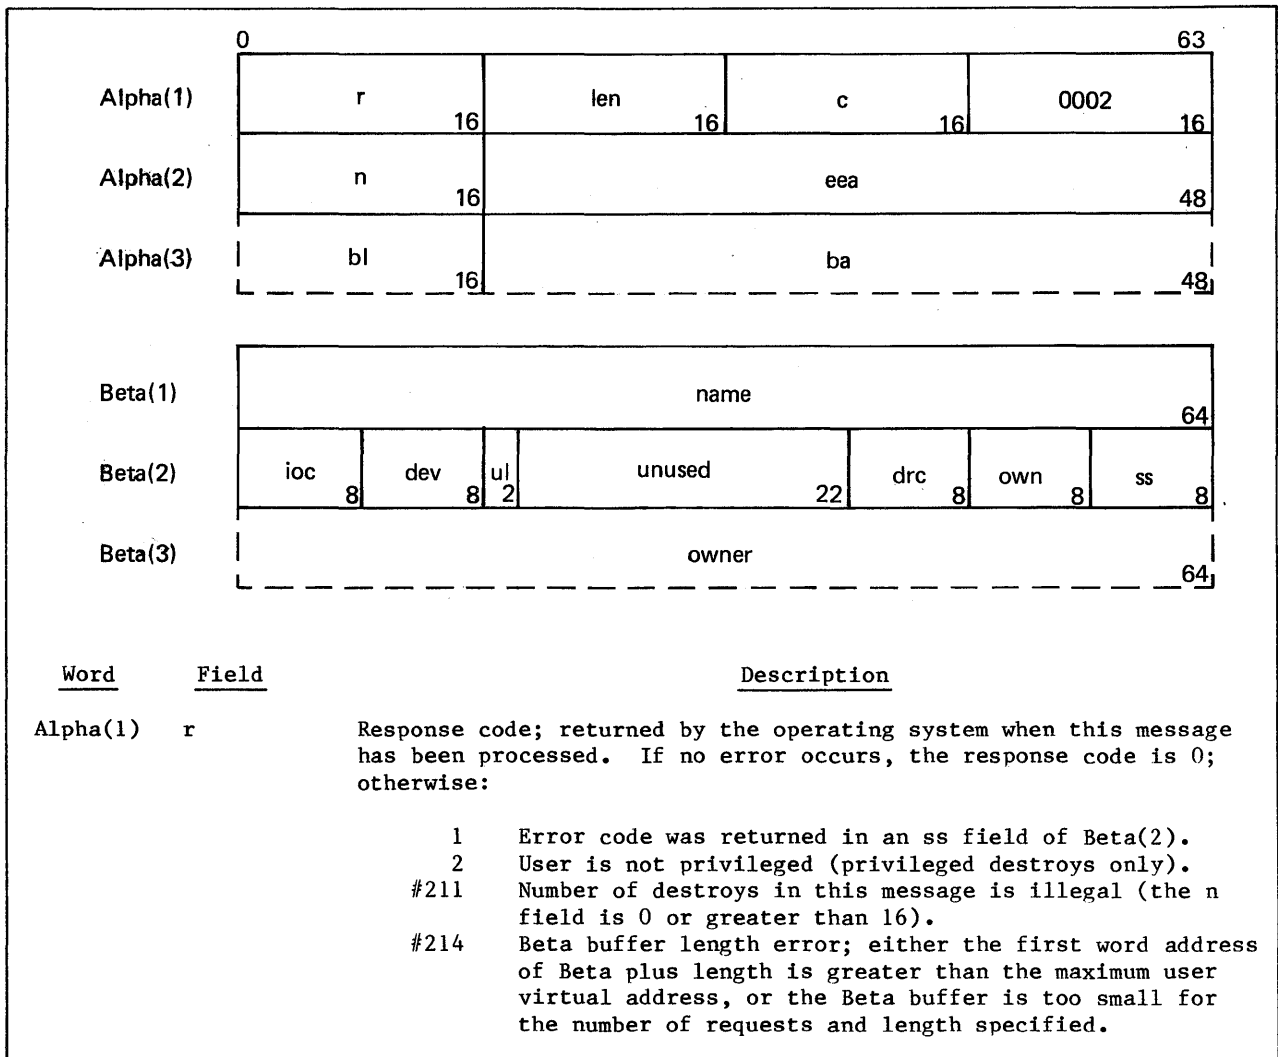 0 63
Alpha(1) r 16 len 16 c 16 0002 16
Alpha(2) n 16 eea 48
Alpha(3) bl 16 ba 48
Beta(1) name 64
Beta(2) ioc 8 dev 8 ul 2 unused 22 drc 8 own 8 ss 8
Beta(3) owner 64
Word Field Description
Alpha(1) r Response code; returned by the operating system when this message
has been processed. If no error occurs, the response code is 0;
otherwise:
1 Error code was returned in an ss field of Beta(2).
2 User is not privileged (privileged destroys only).
#211 Number of destroys in this message is illegal (the n
field is 0 or greater than 16).
#214 Beta buffer length error; either the first word address
of Beta plus length is greater than the maximum user
virtual address, or the Beta buffer is too small for
the number of requests and length specified.